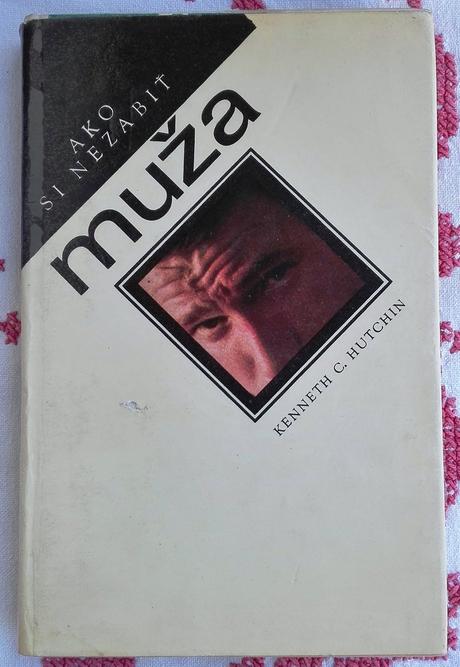 AKO
SI NEZABIŤ
muža
KENNETH C. HUTCHIN